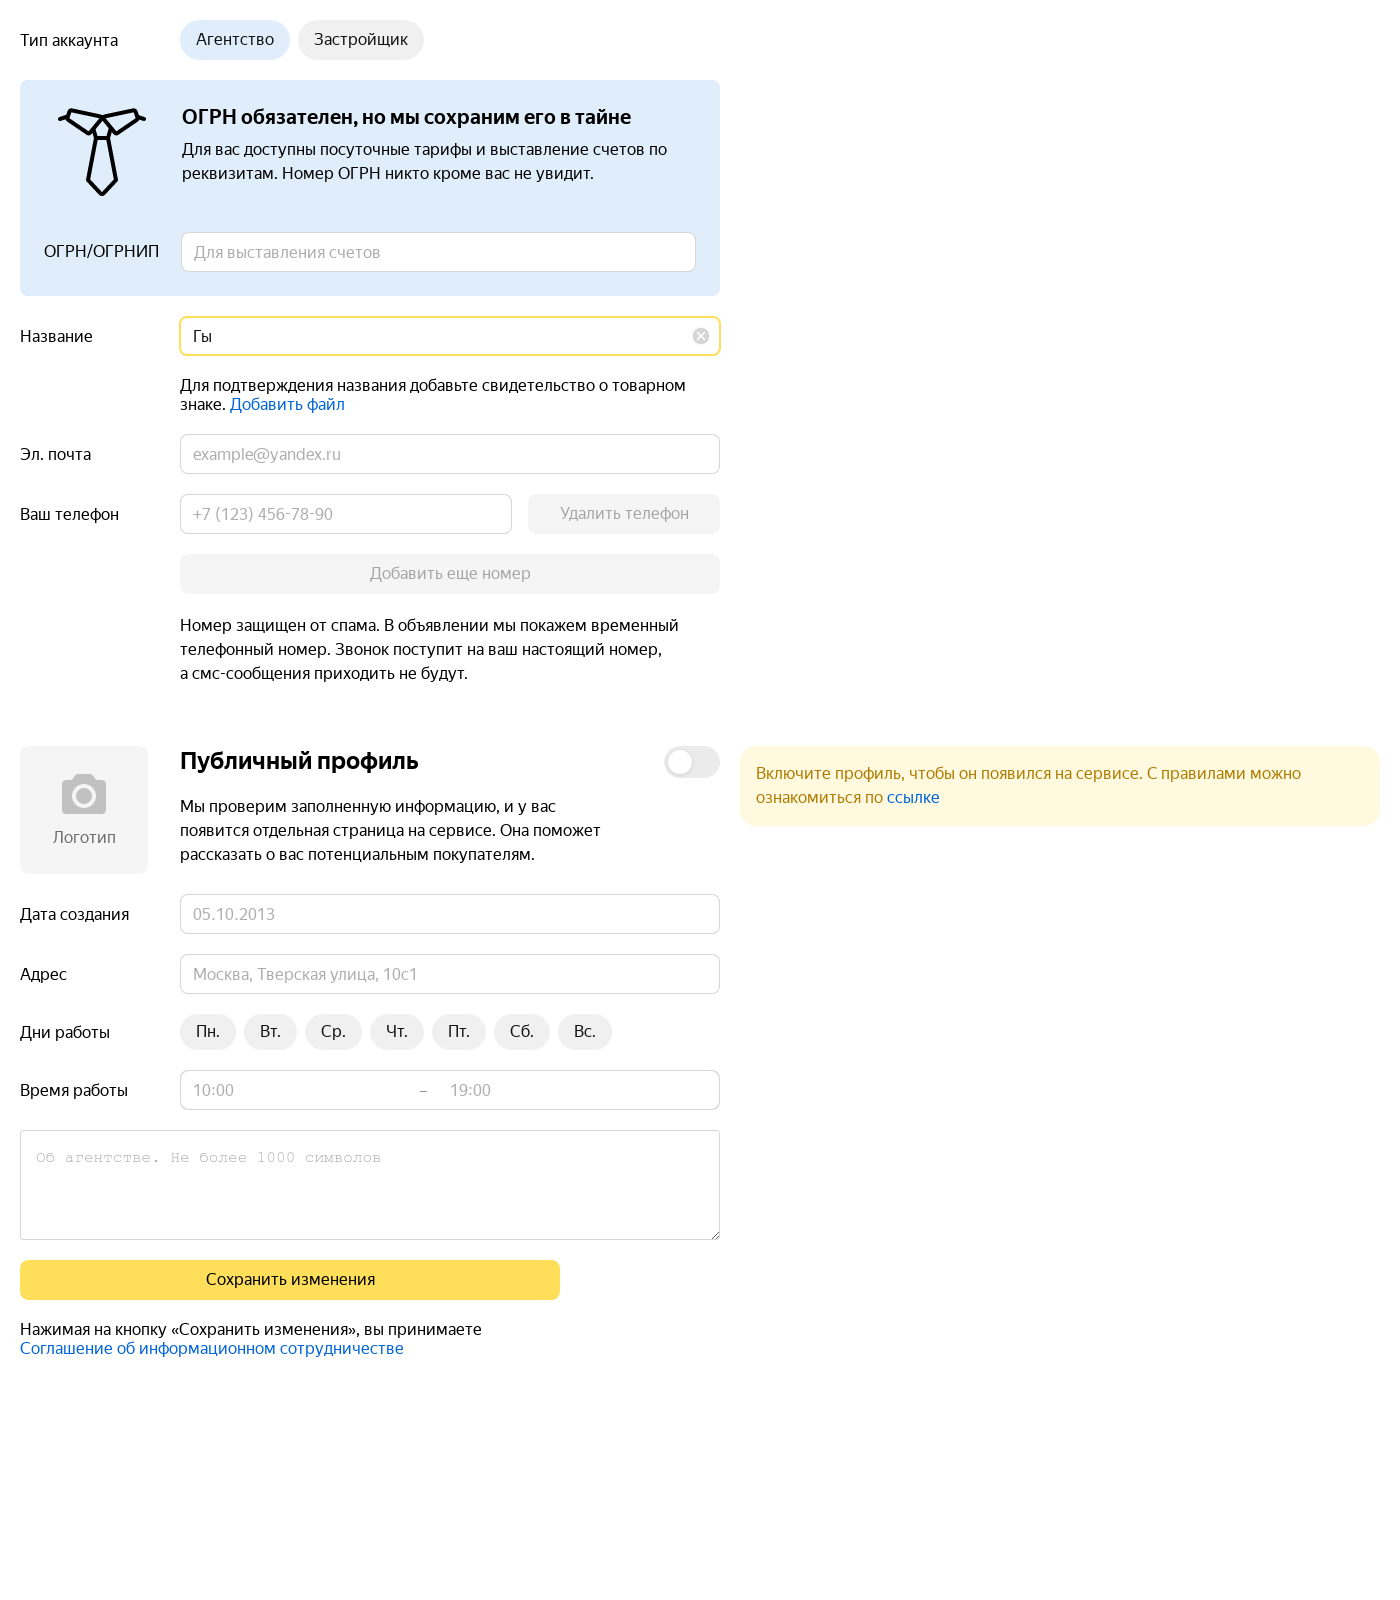 Тип аккаунта
Агентство
Застройщик
ОГРН обязателен, но мы сохраним его в тайне
Для вас доступны посуточные тарифы и выставление счетов по
реквизитам. Номер ОГРН никто кроме вас не увидит.
ОГРН/ОГРНИП
Для выставления счетов
Название
Гы
Для подтверждения названия добавьте свидетельство о товарном
знаке. Добавить файл
Эл. почта
example@yandex.ru
Ваш телефон
+7 (123) 456-78-90
Удалить телефон
Добавить еще номер
Номер защищен от спама. В объявлении мы покажем временный
телефонный номер. Звонок поступит на ваш настоящий номер,
а смс-сообщения приходить не будут.
Логотип
Публичный профиль
Мы проверим заполненную информацию, и у вас
появится отдельная страница на сервисе. Она поможет
рассказать о вас потенциальным покупателям.
Включите профиль, чтобы он появился на сервисе. С правилами можно
ознакомиться по ссылке
Дата создания
05.10.2013
Адрес
Москва, Тверская улица, 10с1
Дни работы
Пн.
Вт.
Ср.
Чт.
Пт.
Сб.
Вс.
Время работы
10:00 – 19:00
Об агентстве. Не более 1000 символов
Сохранить изменения
Нажимая на кнопку «Сохранить изменения», вы принимаете
Соглашение об информационном сотрудничестве